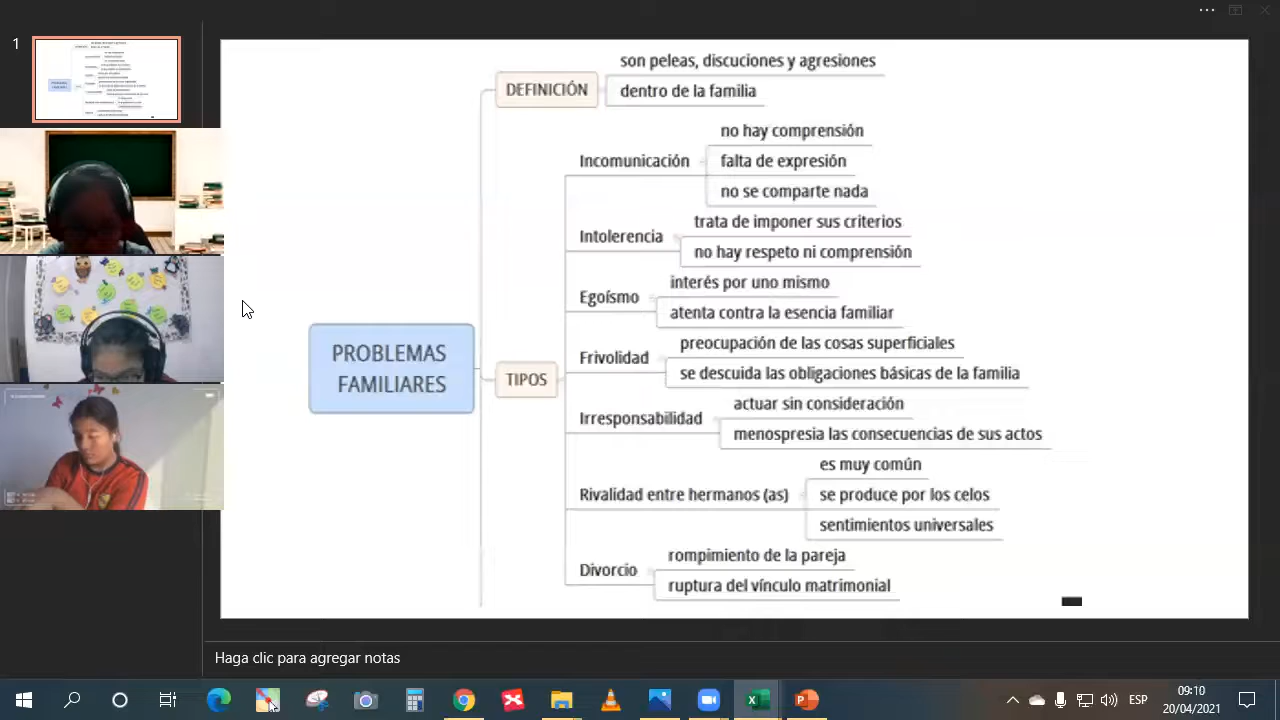 1
DEFINICIÓN
son peleas, discuciones y agresiones
dentro de la familia
PROBLEMAS
FAMILIARES
TIPOS
Incomunicación
no hay comprensión
falta de expresión
no se comparte nada
Intolerencia
trata de imponer sus criterios
no hay respeto ni comprensión
Egoísmo
interés por uno mismo
atenta contra la esencia familiar
Frivolidad
preocupación de las cosas superficiales
se descuida las obligaciones básicas de la familia
Irresponsabilidad
actuar sin consideración
menospresia las consecuencias de sus actos
Rivalidad entre hermanos (as)
es muy común
se produce por los celos
sentimientos universales
Divorcio
rompimiento de la pareja
ruptura del vínculo matrimonial
Haga clic para agregar notas
ESP
09:10
20/04/2021